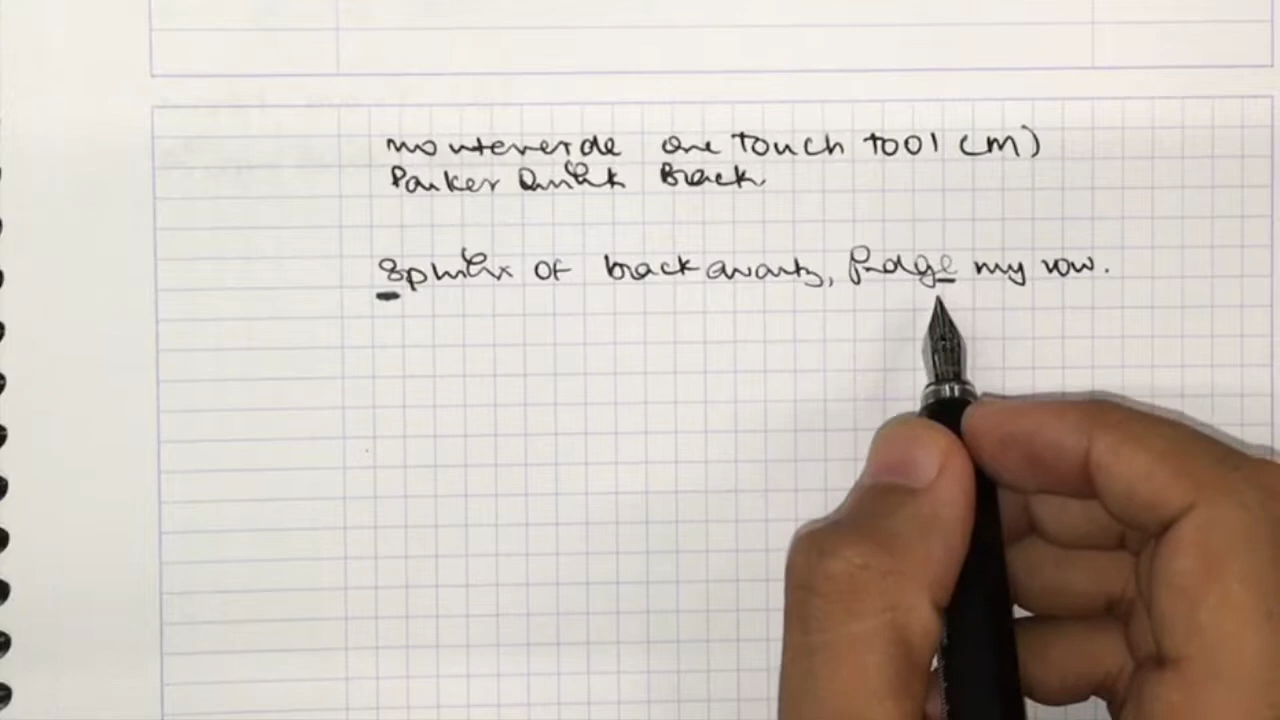 monteverde one Touch tool (m)
Parker Quink Black
Sphinx of black quartz, judge my vow.